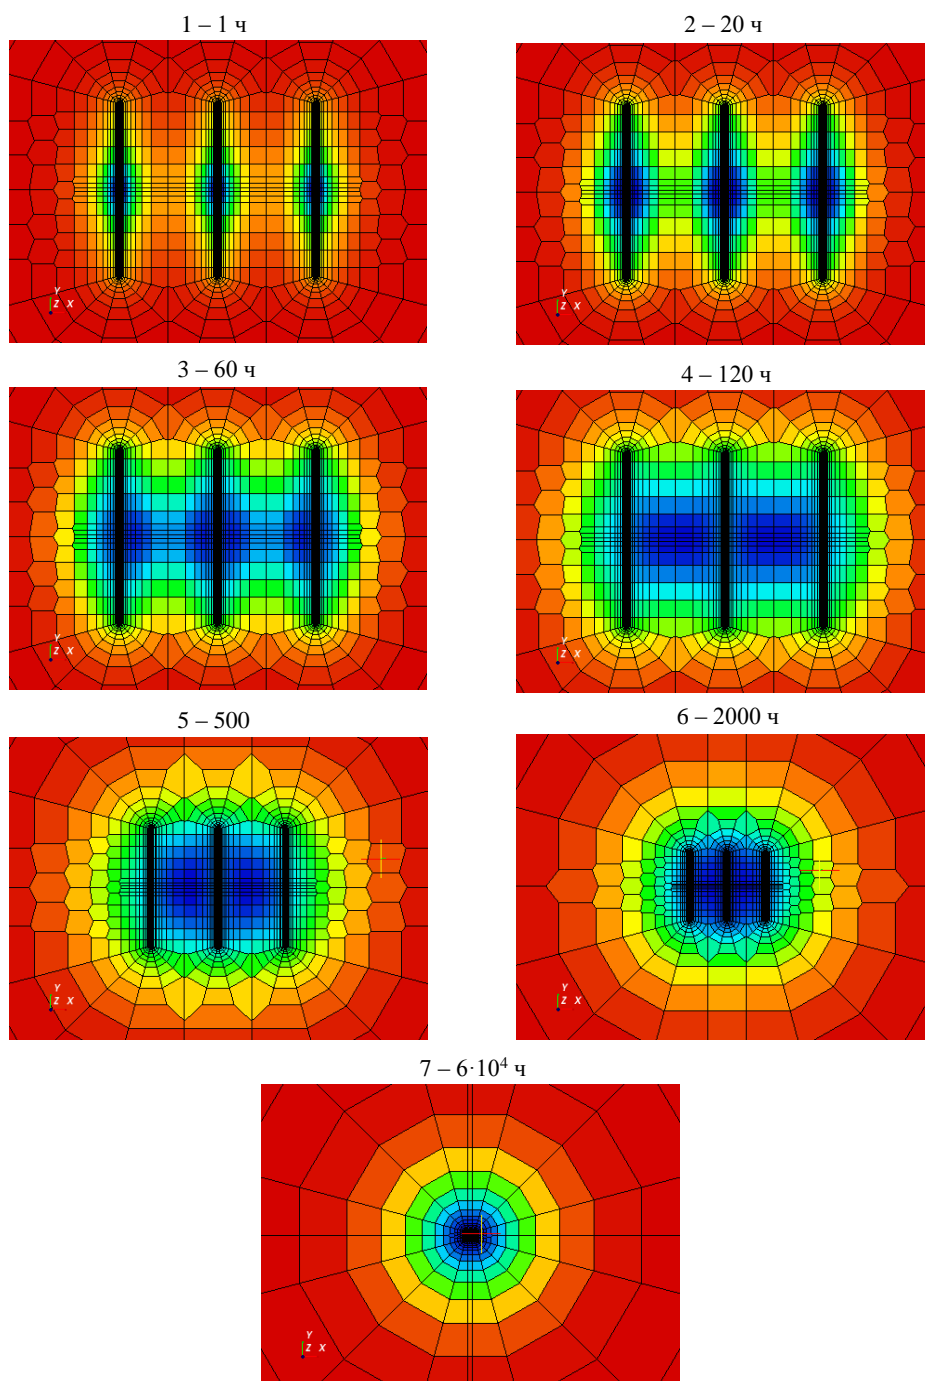 1 – 1 ч
2 – 20 ч
Y
Z X
Y
Z X
3 – 60 ч
4 – 120 ч
Y
Z X
Y
Z X
5 – 500
6 – 2000 ч
Y
Z X
Y
Z X
7 – 6·10⁴ ч
Y
Z X